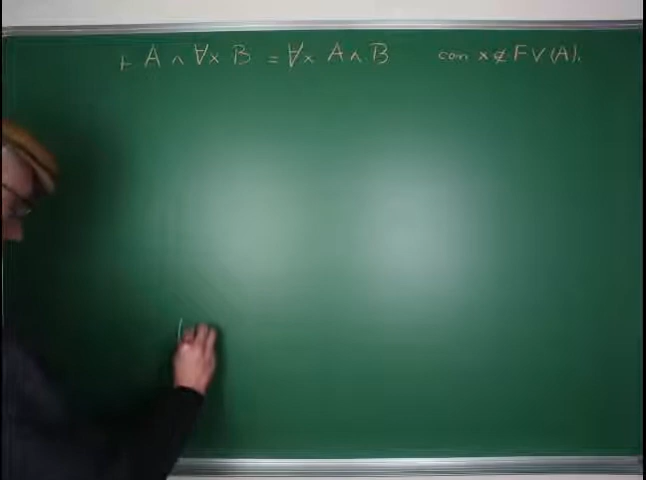 ⊢ A ∧ ∀x B = ∀x A ∧ B con x ∉ FV(A).